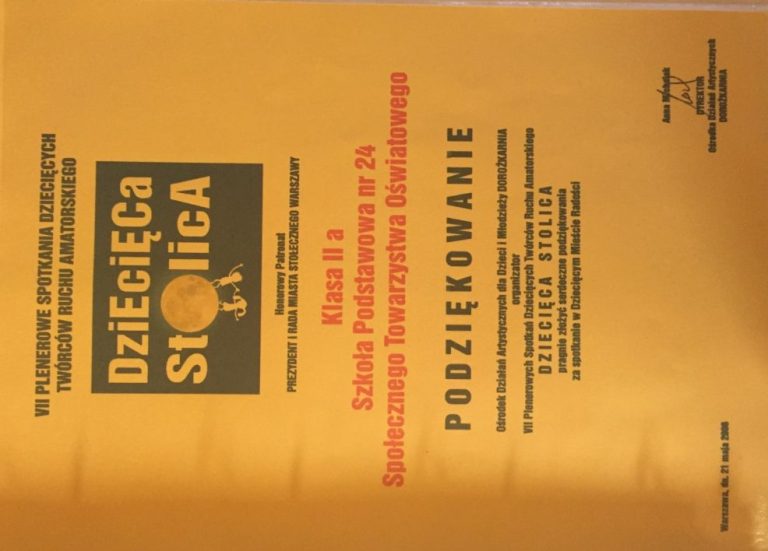 VII PLENEROWE SPOTKANIA DZIECIĘCYCH
TWÓRCÓW RUCHU AMATORSKIEGO
DziEciĘCa
StolicA
Honorowy Patronat
PREZYDENT I RADA MIASTA STOŁECZNEGO WARSZAWY
Klasa II a
Szkoła Podstawowa nr 24
Społecznego Towarzystwa Oświatowego
PODZIĘKOWANIE
Ośrodek Działań Artystycznych dla Dzieci i Młodzieży DOROŻKARNIA
organizator
VII Plenerowych Spotkań Dziecięcych Twórców Ruchu Amatorskiego
DZIECIĘCA STOLICA
pragnie złożyć serdeczne podziękowania
za spotkanie w Dziecięcym Mieście Radości
Anna Michalak
DYREKTOR
Ośrodka Działań Artystycznych
DOROŻKARNIA
Warszawa, dn. 21 maja 2006